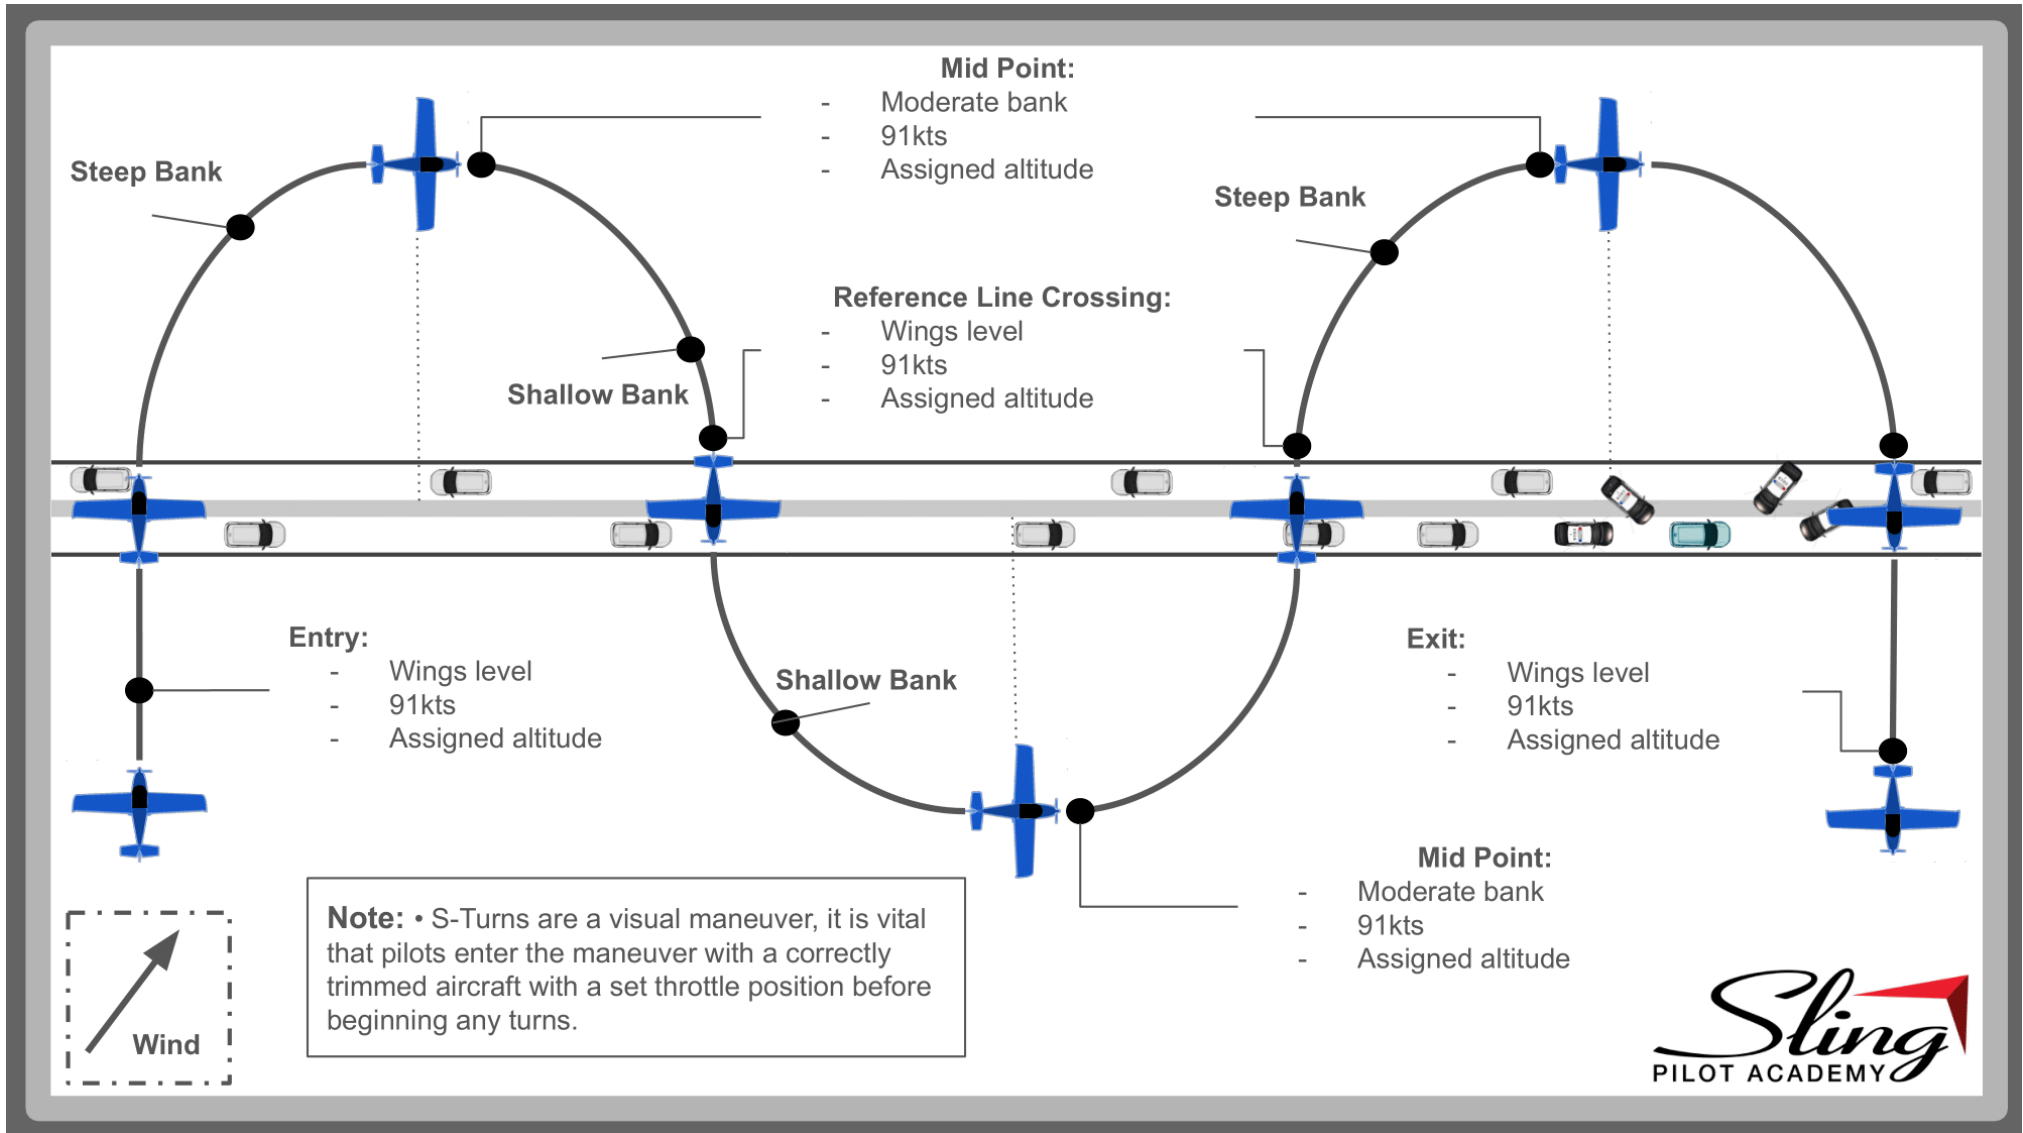 Mid Point:
- Moderate bank
- 91kts
- Assigned altitude
Steep Bank
Steep Bank
Reference Line Crossing:
- Wings level
- 91kts
- Assigned altitude
Shallow Bank
Entry:
- Wings level
- 91kts
- Assigned altitude
Shallow Bank
Exit:
- Wings level
- 91kts
- Assigned altitude
Mid Point:
- Moderate bank
- 91kts
- Assigned altitude
Note: • S-Turns are a visual maneuver, it is vital
that pilots enter the maneuver with a correctly
trimmed aircraft with a set throttle position before
beginning any turns.
Wind
Sling
PILOT ACADEMY